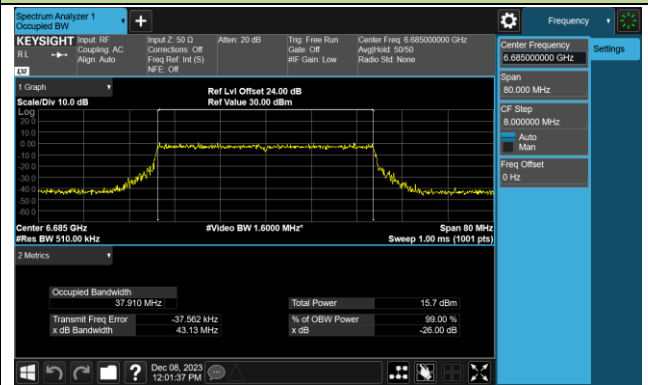 Spectrum Analyzer 1
Occupied BW
Frequency
KEYSIGHT
RL
Input: RF
Coupling: AC
Align: Auto
Input Z: 50 Ω
Corrections: Off
Freq Ref: Int (S)
NFE: Off
Atten: 20 dB
Trig: Free Run
Gate: Off
#IF Gain: Low
Center Freq: 6.685000000 GHz
Avg|Hold: 50/50
Radio Std: None
Center Frequency
6.685000000 GHz
Settings
Span
80.000 MHz
CF Step
8.000000 MHz
Auto
Man
Freq Offset
0 Hz
1 Graph
Scale/Div 10.0 dB
Ref Lvl Offset 24.00 dB
Ref Value 30.00 dBm
Log
20.0
10.0
0.00
-10.0
-20.0
-30.0
-40.0
-50.0
-60.0
Center 6.685 GHz
#Res BW 510.00 kHz
#Video BW 1.6000 MHz*
Span 80 MHz
Sweep 1.00 ms (1001 pts)
2 Metrics
Occupied Bandwidth
37.910 MHz
Total Power 15.7 dBm
Transmit Freq Error -37.562 kHz
% of OBW Power 99.00 %
x dB Bandwidth 43.13 MHz
x dB -26.00 dB
?
Dec 08, 2023
12:01:37 PM